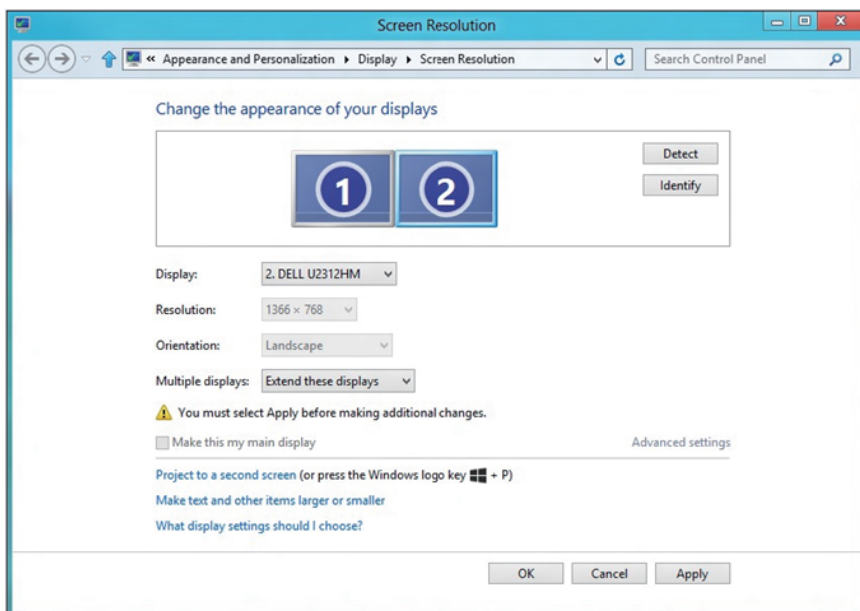 Screen Resolution
« Appearance and Personalization ▸ Display ▸ Screen Resolution Search Control Panel
Change the appearance of your displays
1 2
Detect
Identify
Display: 2. DELL U2312HM
Resolution: 1366 × 768
Orientation: Landscape
Multiple displays: Extend these displays
You must select Apply before making additional changes.
Make this my main display Advanced settings
Project to a second screen (or press the Windows logo key + P)
Make text and other items larger or smaller
What display settings should I choose?
OK Cancel Apply